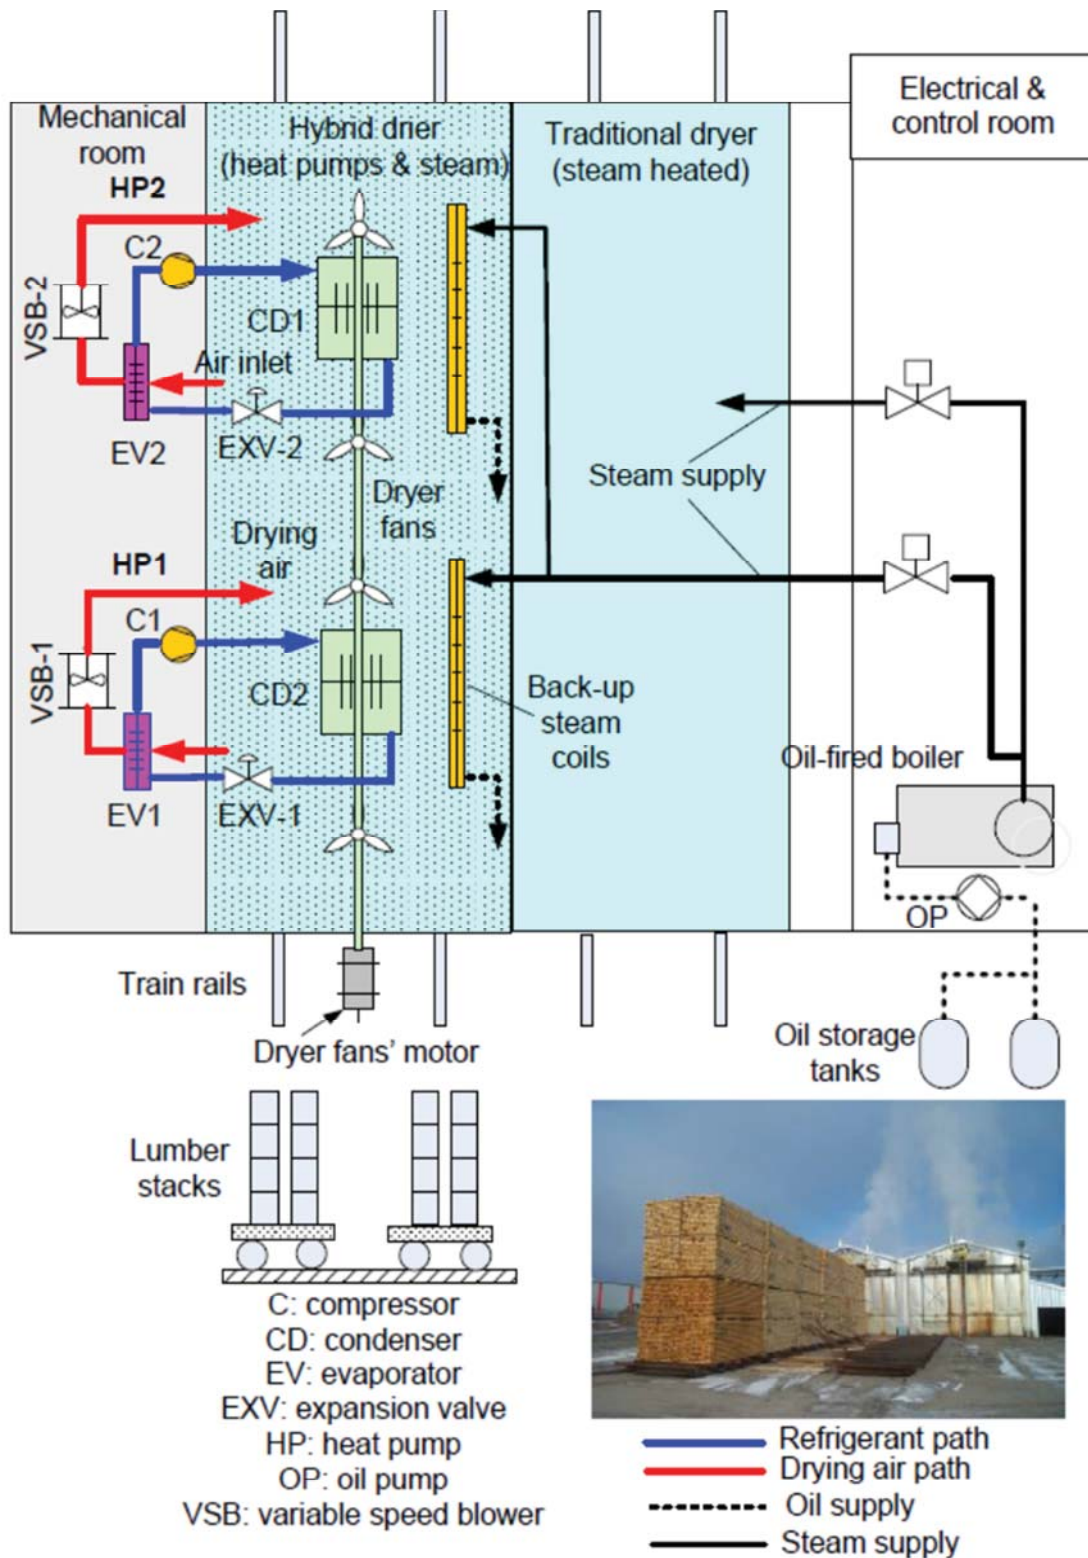 Electrical &
control room
Mechanical
room
Hybrid drier
(heat pumps & steam)
Traditional dryer
(steam heated)
HP2
C2
VSB-2
CD1
Air inlet
EV2
EXV-2
Dryer
fans
Steam supply
Drying
air
HP1
C1
VSB-1
CD2
Back-up
steam
coils
Oil-fired boiler
EV1
EXV-1
OP
Train rails
Dryer fans' motor
Oil storage
tanks
Lumber
stacks
C: compressor
CD: condenser
EV: evaporator
EXV: expansion valve
HP: heat pump
OP: oil pump
VSB: variable speed blower
Refrigerant path
Drying air path
Oil supply
Steam supply